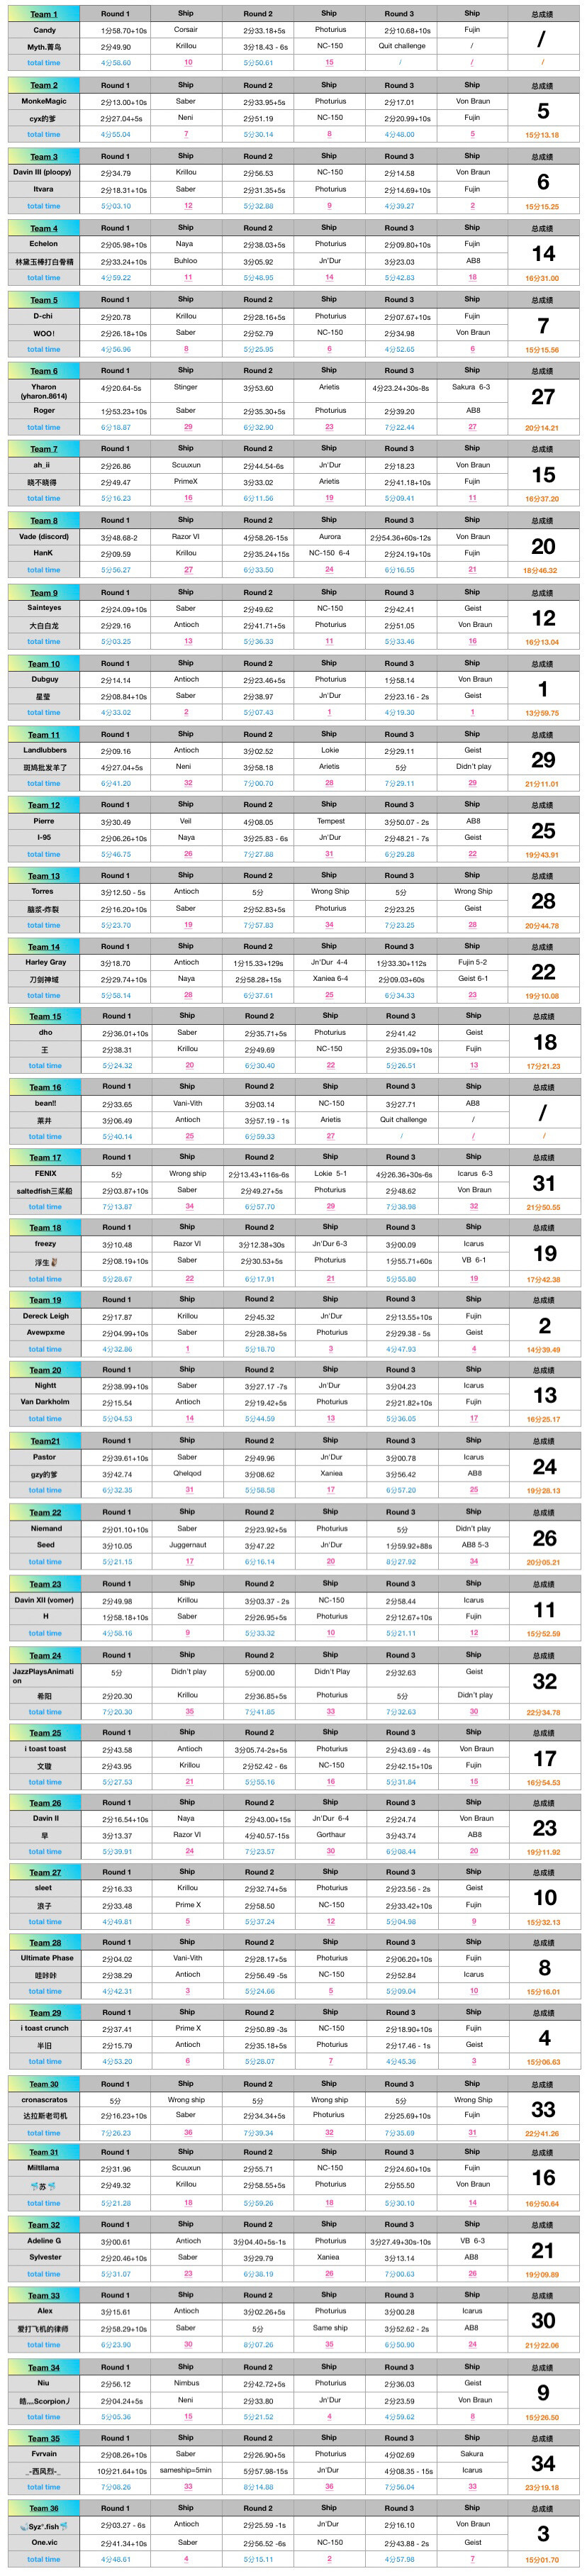 Team 1 Round 1 Ship Round 2 Ship Round 3 Ship 总成绩
Candy 1分58.70+10s Corsair 2分33.18+5s Photurius 2分10.68+10s Fujin /
Myth.菁鸟 2分49.90 Krillou 3分18.43 - 6s NC-150 Quit challenge /
total time 4分58.60 10 5分50.61 15 / / /
Team 2 Round 1 Ship Round 2 Ship Round 3 Ship 总成绩
MonkeMagic 2分13.00+10s Saber 2分33.95+5s Photurius 2分17.01 Von Braun 5
cyx的爹 2分27.04+5s Neni 2分51.19 NC-150 2分20.99+10s Fujin
total time 4分55.04 7 5分30.14 8 4分48.00 5 15分13.18
Team 3 Round 1 Ship Round 2 Ship Round 3 Ship 总成绩
Davin III (ploopy) 2分34.79 Krillou 2分56.53 NC-150 2分14.58 Von Braun 6
Itvara 2分18.31+10s Saber 2分31.35+5s Photurius 2分14.69+10s Fujin
total time 5分03.10 12 5分32.88 9 4分39.27 2 15分15.25
Team 4 Round 1 Ship Round 2 Ship Round 3 Ship 总成绩
Echelon 2分05.98+10s Naya 2分38.03+5s Photurius 2分09.80+10s Fujin 14
林黛玉棒打白骨精 2分33.24+10s Buhloo 3分05.92 Jn'Dur 3分23.03 AB8
total time 4分59.22 11 5分48.95 14 5分42.83 18 16分31.00
Team 5 Round 1 Ship Round 2 Ship Round 3 Ship 总成绩
D-chi 2分20.78 Krillou 2分28.16+5s Photurius 2分07.67+10s Fujin 7
WOO! 2分26.18+10s Saber 2分52.79 NC-150 2分34.98 Von Braun
total time 4分56.96 8 5分25.95 6 4分52.65 6 15分15.56
Team 6 Round 1 Ship Round 2 Ship Round 3 Ship 总成绩
Yharon (yharon.8614) 4分20.64-5s Stinger 3分53.60 Arietis 4分23.24+30s-8s Sakura 6-3 27
Roger 1分53.23+10s Saber 2分35.30+5s Photurius 2分39.20 AB8
total time 6分18.87 29 6分32.90 23 7分22.44 27 20分14.21
Team 7 Round 1 Ship Round 2 Ship Round 3 Ship 总成绩
ah_ii 2分26.86 Scuuxun 2分44.54-6s Jn'Dur 2分18.23 Von Braun 15
晓不晓得 2分49.47 PrimeX 3分33.02 Arietis 2分41.18+10s Fujin
total time 5分16.23 16 6分11.56 19 5分09.41 11 16分37.20
Team 8 Round 1 Ship Round 2 Ship Round 3 Ship 总成绩
Vade (discord) 3分48.68-2 Razor VI 4分58.26-15s Aurora 2分54.36+60s-12s Von Braun 20
HanK 2分09.59 Krillou 2分35.24+15s NC-150 6-4 2分24.19+10s Fujin
total time 5分56.27 27 6分33.50 24 6分16.55 21 18分46.32
Team 9 Round 1 Ship Round 2 Ship Round 3 Ship 总成绩
Sainteyes 2分24.09+10s Saber 2分49.62 NC-150 2分42.41 Geist 12
大白白龙 2分29.16 Antioch 2分41.71+5s Photurius 2分51.05 Von Braun
total time 5分03.25 13 5分36.33 11 5分33.46 16 16分13.04
Team 10 Round 1 Ship Round 2 Ship Round 3 Ship 总成绩
Dubguy 2分14.14 Antioch 2分23.46+5s Photurius 1分58.14 Von Braun 1
星莹 2分08.84+10s Saber 2分38.97 Jn'Dur 2分23.16 - 2s Geist
total time 4分33.02 2 5分07.43 1 4分19.30 1 13分59.75
Team 11 Round 1 Ship Round 2 Ship Round 3 Ship 总成绩
Landlubbers 2分09.16 Antioch 3分02.52 Lokie 2分29.11 Geist 29
斑鸠批发羊了 4分27.04+5s Neni 3分58.18 Arietis 5分 Didn't play
total time 6分41.20 32 7分00.70 28 7分29.11 29 21分11.01
Team 12 Round 1 Ship Round 2 Ship Round 3 Ship 总成绩
Pierre 3分30.49 Veil 4分08.05 Tempest 3分50.07 - 2s AB8 25
I-95 2分06.26+10s Naya 3分25.83 - 6s Jn'Dur 2分48.21 - 7s Geist
total time 5分46.75 26 7分27.88 31 6分29.28 22 19分43.91
Team 13 Round 1 Ship Round 2 Ship Round 3 Ship 总成绩
Torres 3分12.50 - 5s Antioch 5分 Wrong Ship 5分 Wrong Ship 28
脑浆-炸裂 2分16.20+10s Saber 2分52.83+5s Photurius 2分23.25 Geist
total time 5分23.70 19 7分57.83 34 7分23.25 28 20分44.78
Team 14 Round 1 Ship Round 2 Ship Round 3 Ship 总成绩
Harley Gray 3分18.70 Antioch 1分15.33+129s Jn'Dur 4-4 1分33.30+112s Fujin 5-2 22
刀剑神域 2分29.74+10s Naya 2分58.28+15s Xaniea 6-4 2分09.03+60s Geist 6-1
total time 5分58.14 28 6分37.61 25 6分34.33 23 19分10.08
Team 15 Round 1 Ship Round 2 Ship Round 3 Ship 总成绩
dho 2分36.01+10s Saber 2分35.71+5s Photurius 2分41.42 Geist 18
王 2分38.31 Krillou 2分49.69 NC-150 2分35.09+10s Fujin
total time 5分24.32 20 6分30.40 22 5分26.51 13 17分21.23
Team 16 Round 1 Ship Round 2 Ship Round 3 Ship 总成绩
bean!! 2分33.65 Vani-Vith 3分03.14 NC-150 3分27.71 AB8 /
莱井 3分06.49 Antioch 3分57.19 - 1s Arietis Quit challenge /
total time 5分40.14 25 6分59.33 27 / / /
Team 17 Round 1 Ship Round 2 Ship Round 3 Ship 总成绩
FENIX 5分 Wrong ship 2分13.43+116s-6s Lokie 5-1 4分26.36+30s-6s Icarus 6-3 31
saltedfish三桨船 2分03.87+10s Saber 2分49.27+5s Photurius 2分48.62 Von Braun
total time 7分13.87 34 6分57.70 29 7分38.98 32 21分50.55
Team 18 Round 1 Ship Round 2 Ship Round 3 Ship 总成绩
freezy 3分10.48 Razor VI 3分12.38+30s Jn'Dur 6-3 3分00.09 Icarus 19
浮生 2分08.19+10s Saber 2分30.53+5s Photurius 1分55.71+60s VB 6-1
total time 5分28.67 22 6分17.91 21 5分55.80 19 17分42.38
Team 19 Round 1 Ship Round 2 Ship Round 3 Ship 总成绩
Dereck Leigh 2分17.87 Krillou 2分45.32 Jn'Dur 2分13.55+10s Fujin 2
Avewpxme 2分04.99+10s Saber 2分28.38+5s Photurius 2分29.38 - 5s Geist
total time 4分32.86 1 5分18.70 3 4分47.93 4 14分39.49
Team 20 Round 1 Ship Round 2 Ship Round 3 Ship 总成绩
Nightt 2分38.99+10s Saber 3分27.17 -7s Jn'Dur 3分04.23 Icarus 13
Van Darkholm 2分15.54 Antioch 2分19.42+5s Photurius 2分21.82+10s Fujin
total time 5分04.53 14 5分44.59 13 5分36.05 17 16分25.17
Team21 Round 1 Ship Round 2 Ship Round 3 Ship 总成绩
Pastor 2分39.61+10s Saber 2分49.96 Jn'Dur 3分00.78 Icarus 24
gzy的爹 3分42.74 Qhelqod 3分08.62 Xaniea 3分56.42 AB8
total time 6分32.35 31 5分58.58 17 6分57.20 25 19分28.13
Team 22 Round 1 Ship Round 2 Ship Round 3 Ship 总成绩
Niemand 2分01.10+10s Saber 2分23.92+5s Photurius 5分 Didn't play 26
Seed 3分10.05 Juggernaut 3分47.22 Jn'Dur 1分59.92+88s AB8 5-3
total time 5分21.15 17 6分16.14 20 8分27.92 34 20分05.21
Team 23 Round 1 Ship Round 2 Ship Round 3 Ship 总成绩
Davin XII (vomer) 2分49.98 Krillou 3分03.37 - 2s NC-150 2分58.44 Icarus 11
H 1分58.18+10s Saber 2分26.95+5s Photurius 2分12.67+10s Fujin
total time 4分58.16 9 5分33.32 10 5分21.11 12 15分52.59
Team 24 Round 1 Ship Round 2 Ship Round 3 Ship 总成绩
JazzPlaysAnimation 5分 Didn't play 5分00.00 Didn't Play 2分32.63 Geist 32
希阳 2分20.30 Krillou 2分36.85+5s Photurius 5分 Didn't play
total time 7分20.30 35 7分41.85 33 7分32.63 30 22分34.78
Team 25 Round 1 Ship Round 2 Ship Round 3 Ship 总成绩
i toast toast 2分43.58 Antioch 3分05.74-2s+5s Photurius 2分43.69 - 4s Von Braun 17
文璇 2分43.95 Krillou 2分52.42 - 6s NC-150 2分42.15+10s Fujin
total time 5分27.53 21 5分55.16 16 5分31.84 15 16分54.53
Team 26 Round 1 Ship Round 2 Ship Round 3 Ship 总成绩
Davin II 2分16.54+10s Naya 2分43.00+15s Jn'Dur 6-4 2分24.74 Von Braun 23
早 3分13.37 Razor VI 4分40.57-15s Gorthaur 3分43.74 AB8
total time 5分39.91 24 7分23.57 30 6分08.44 20 19分11.92
Team 27 Round 1 Ship Round 2 Ship Round 3 Ship 总成绩
sleet 2分16.33 Krillou 2分32.74+5s Photurius 2分23.56 - 2s Geist 10
浪子 2分33.48 Prime X 2分58.50 NC-150 2分33.42+10s Fujin
total time 4分49.81 5 5分37.24 12 5分04.98 9 15分32.13
Team 28 Round 1 Ship Round 2 Ship Round 3 Ship 总成绩
Ultimate Phase 2分04.02 Vani-Vith 2分28.17+5s Photurius 2分06.20+10s Fujin 8
哇咔咔 2分38.29 Antioch 2分56.49 -5s NC-150 2分52.84 Icarus
total time 4分42.31 3 5分24.66 5 5分09.04 10 15分16.01
Team 29 Round 1 Ship Round 2 Ship Round 3 Ship 总成绩
i toast crunch 2分37.41 Prime X 2分50.89 -3s NC-150 2分18.90+10s Fujin 4
半旧 2分15.79 Antioch 2分35.18+5s Photurius 2分17.46 - 1s Geist
total time 4分53.20 6 5分28.07 7 4分45.36 3 15分06.63
Team 30 Round 1 Ship Round 2 Ship Round 3 Ship 总成绩
cronascratos 5分 Wrong ship 5分 Wrong ship 5分 Wrong Ship 33
达拉斯老司机 2分16.23+10s Saber 2分34.34+5s Photurius 2分25.69+10s Fujin
total time 7分26.23 36 7分39.34 32 7分35.69 31 22分41.26
Team 31 Round 1 Ship Round 2 Ship Round 3 Ship 总成绩
Miltllama 2分31.96 Scuuxun 2分55.71 NC-150 2分24.60+10s Fujin 16
苏 2分49.32 Krillou 2分58.55+5s Photurius 2分55.50 Von Braun
total time 5分21.28 18 5分59.26 18 5分30.10 14 16分50.64
Team 32 Round 1 Ship Round 2 Ship Round 3 Ship 总成绩
Adeline G 3分00.61 Antioch 3分04.40+5s-1s Photurius 3分27.49+30s-10s VB 6-3 21
Sylvester 2分20.46+10s Saber 3分29.79 Xaniea 3分13.14 AB8
total time 5分31.07 23 6分38.19 26 7分00.63 26 19分09.89
Team 33 Round 1 Ship Round 2 Ship Round 3 Ship 总成绩
Alex 3分15.61 Antioch 3分02.26+5s Photurius 3分00.28 Icarus 30
爱打飞机的律师 2分58.29+10s Saber 5分 Same ship 3分52.62 - 2s AB8
total time 6分23.90 30 8分07.26 35 6分50.90 24 21分22.06
Team 34 Round 1 Ship Round 2 Ship Round 3 Ship 总成绩
Niu 2分56.12 Nimbus 2分42.72+5s Photurius 2分36.03 Geist 9
皓灬Scorpion丿 2分04.24+5s Neni 2分33.80 Jn'Dur 2分23.59 Von Braun
total time 5分05.36 15 5分21.52 4 4分59.62 8 15分26.50
Team 35 Round 1 Ship Round 2 Ship Round 3 Ship 总成绩
Fvrvain 2分08.26+10s Saber 2分26.90+5s Photurius 4分02.69 Sakura 34
_-西风烈-_ 10分21.64+10s sameship=5min 5分57.98-15s Jn'Dur 4分08.35 - 15s Icarus
total time 7分08.26 33 8分14.88 36 7分56.04 33 23分19.18
Team 36 Round 1 Ship Round 2 Ship Round 3 Ship 总成绩
Syz°.fish 2分03.27 - 6s Antioch 2分25.59 -1s Jn'Dur 2分16.10 Von Braun 3
One.vic 2分41.34+10s Saber 2分56.52 -6s NC-150 2分43.88 - 2s Geist
total time 4分48.61 4 5分15.11 2 4分57.98 7 15分01.70